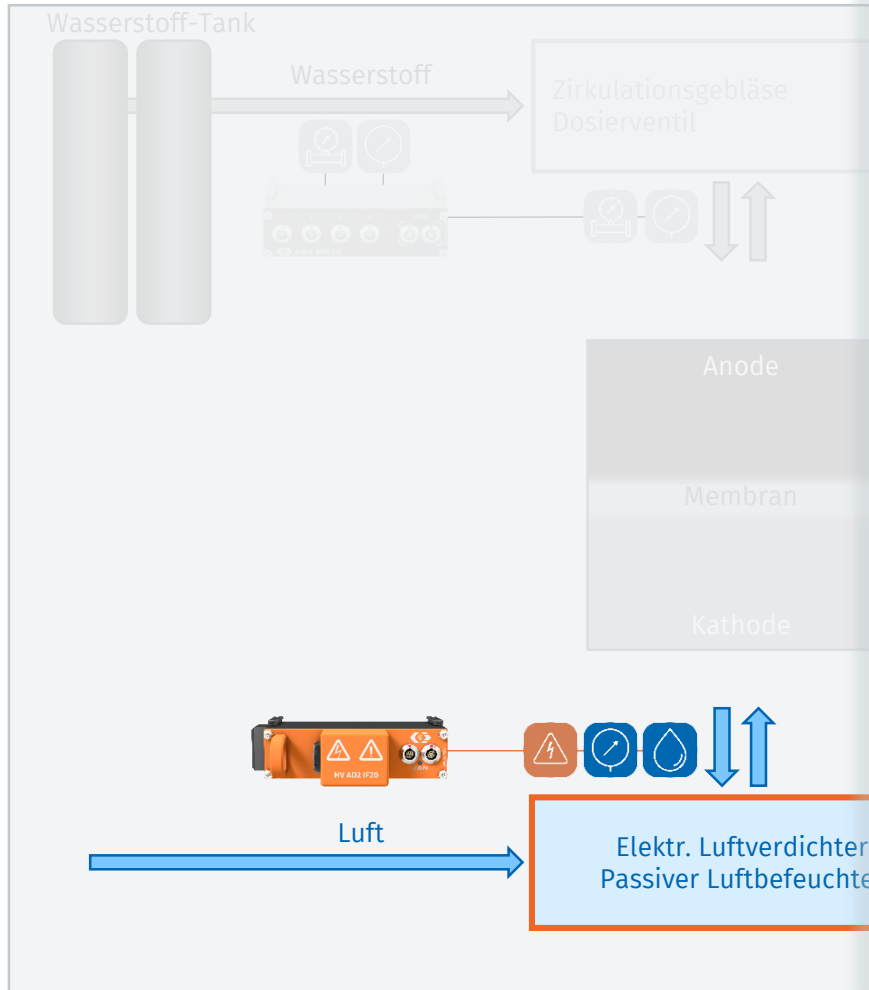 Wasserstoff-Tank
Wasserstoff
Zirkulationsgebläse
Dosierventil
Anode
Membran
Kathode
HV AD2 IF20
Luft
Elektr. Luftverdichter
Passiver Luftbefeuchte